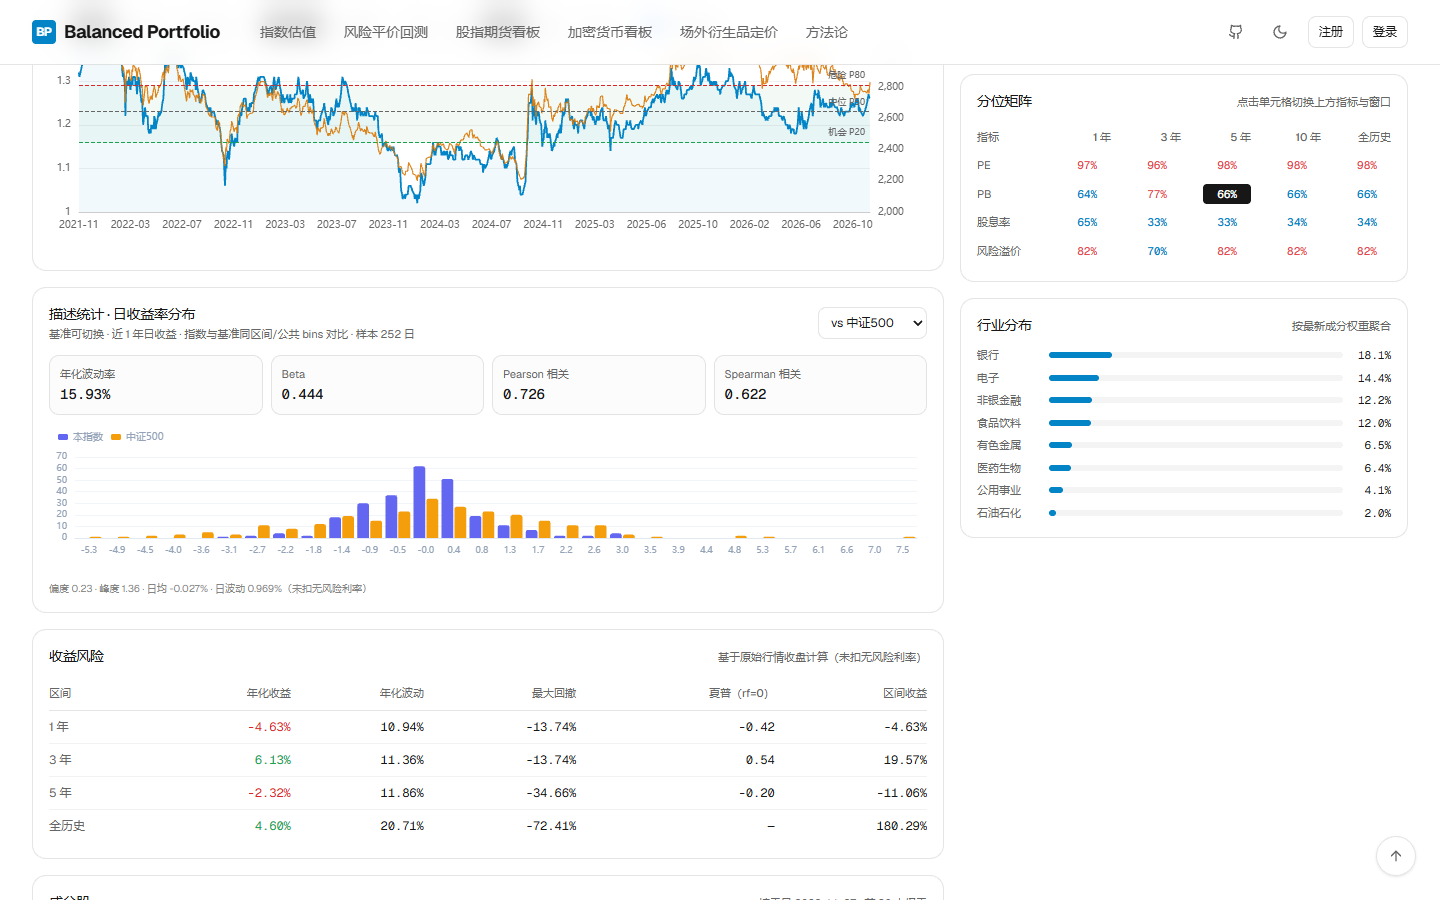 BP Balanced Portfolio 指数估值 风险平价回测 股指期货看板 加密货币看板 场外衍生品定价 方法论 注册 登录
1.3
1.2
1.1
1
2,800
2,600
2,400
2,200
2,000
危险 P80
中位 P50
机会 P20
2021-11 2022-03 2022-07 2022-11 2023-03 2023-07 2023-11 2024-03 2024-07 2024-11 2025-03 2025-06 2025-10 2026-02 2026-06 2026-10
分位矩阵 点击单元格切换上方指标与窗口
指标 1 年 3 年 5 年 10 年 全历史
PE 97% 96% 98% 98% 98%
PB 64% 77% 66% 66% 66%
股息率 65% 33% 33% 34% 34%
风险溢价 82% 70% 82% 82% 82%
描述统计 · 日收益率分布
基准可切换 · 近 1 年日收益 · 指数与基准同区间/公共 bins 对比 · 样本 252 日
vs 中证500
年化波动率 15.93%
Beta 0.444
Pearson 相关 0.726
Spearman 相关 0.622
本指数 中证500
70
60
50
40
30
20
10
0
-5.3 -4.9 -4.5 -4.0 -3.6 -3.1 -2.7 -2.2 -1.8 -1.4 -0.9 -0.5 -0.0 0.4 0.8 1.3 1.7 2.2 2.6 3.0 3.5 3.9 4.4 4.8 5.3 5.7 6.1 6.6 7.0 7.5
偏度 0.23 · 峰度 1.36 · 日均 -0.027% · 日波动 0.969%（未扣无风险利率）
行业分布 按最新成分权重聚合
银行 18.1%
电子 14.4%
非银金融 12.2%
食品饮料 12.0%
有色金属 6.5%
医药生物 6.4%
公用事业 4.1%
石油石化 2.0%
收益风险 基于原始行情收盘计算（未扣无风险利率）
区间 年化收益 年化波动 最大回撤 夏普（rf=0） 区间收益
1 年 -4.63% 10.94% -13.74% -0.42 -4.63%
3 年 6.13% 11.36% -13.74% 0.54 19.57%
5 年 -2.32% 11.86% -34.66% -0.20 -11.06%
全历史 4.60% 20.71% -72.41% — 180.29%